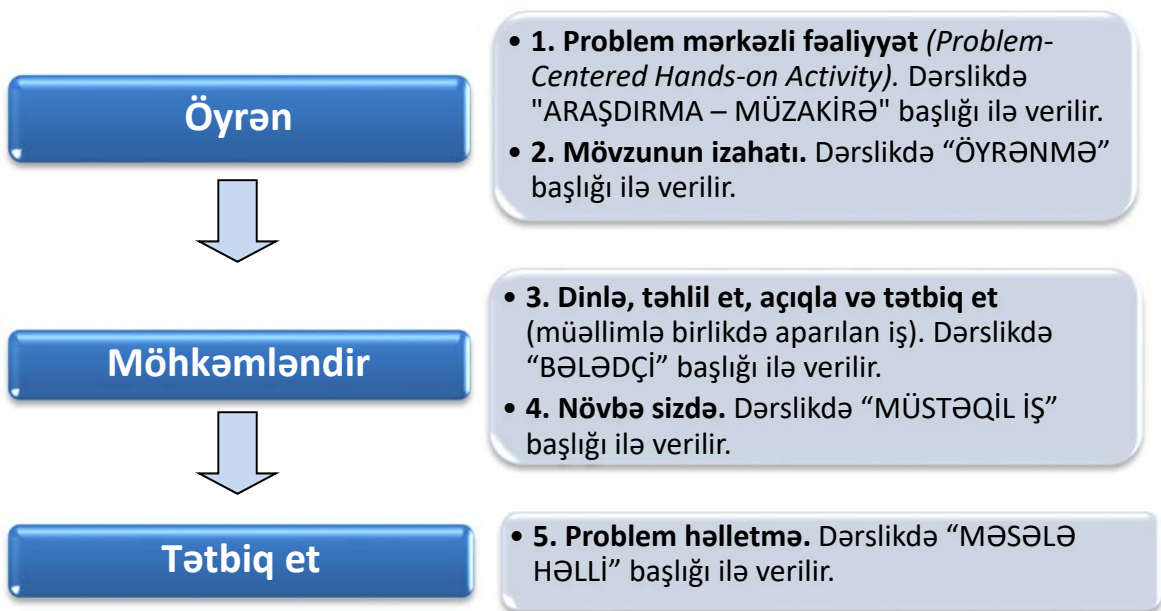 Öyrən
• 1. Problem mərkəzli fəaliyyət (Problem-
Centered Hands-on Activity). Dərslikdə
"ARAŞDIRMA – MÜZAKİRƏ" başlığı ilə verilir.
• 2. Mövzunun izahatı. Dərslikdə “ÖYRƏNMƏ”
başlığı ilə verilir.
Möhkəmləndir
• 3. Dinlə, təhlil et, açıqla və tətbiq et
(müəllimlə birlikdə aparılan iş). Dərslikdə
“BƏLƏDÇİ” başlığı ilə verilir.
• 4. Növbə sizdə. Dərslikdə “MÜSTƏQİL İŞ”
başlığı ilə verilir.
Tətbiq et
• 5. Problem həlletmə. Dərslikdə “MƏSƏLƏ
HƏLLİ” başlığı ilə verilir.